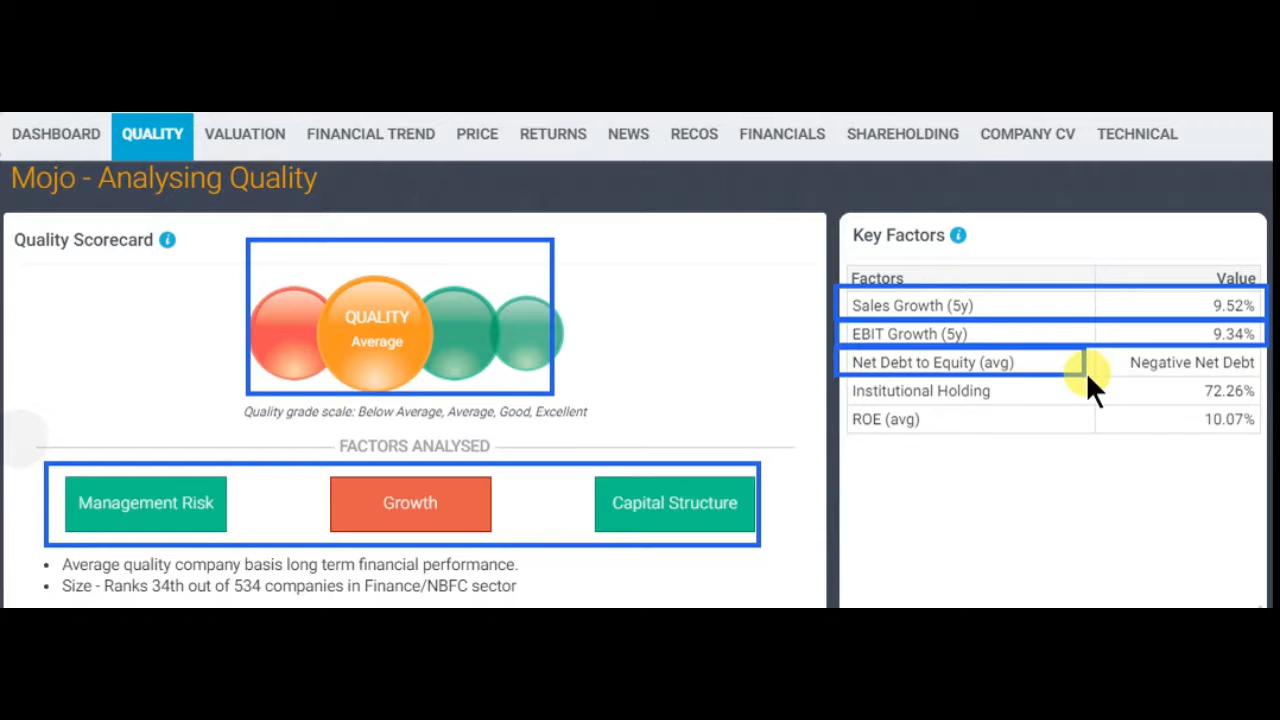 DASHBOARD QUALITY VALUATION FINANCIAL TREND PRICE RETURNS NEWS RECOS FINANCIALS SHAREHOLDING COMPANY CV TECHNICAL
Mojo - Analysing Quality
Quality Scorecard i
QUALITY
Average
Quality grade scale: Below Average, Average, Good, Excellent
FACTORS ANALYSED
Management Risk Growth Capital Structure
• Average quality company basis long term financial performance.
• Size - Ranks 34th out of 534 companies in Finance/NBFC sector
Key Factors i
Factors Value
Sales Growth (5y) 9.52%
EBIT Growth (5y) 9.34%
Net Debt to Equity (avg) Negative Net Debt
Institutional Holding 72.26%
ROE (avg) 10.07%